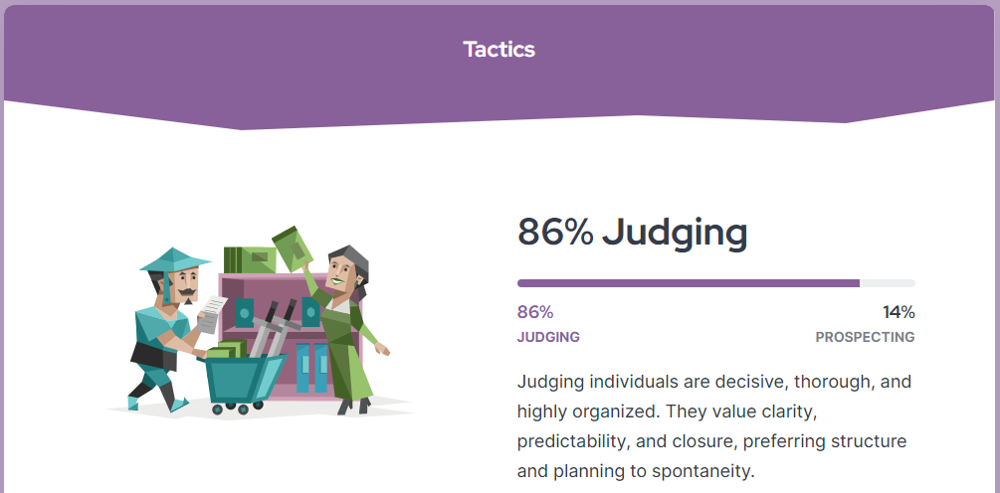 Tactics
86% Judging
86% 14%
JUDGING PROSPECTING
Judging individuals are decisive, thorough, and
highly organized. They value clarity,
predictability, and closure, preferring structure
and planning to spontaneity.